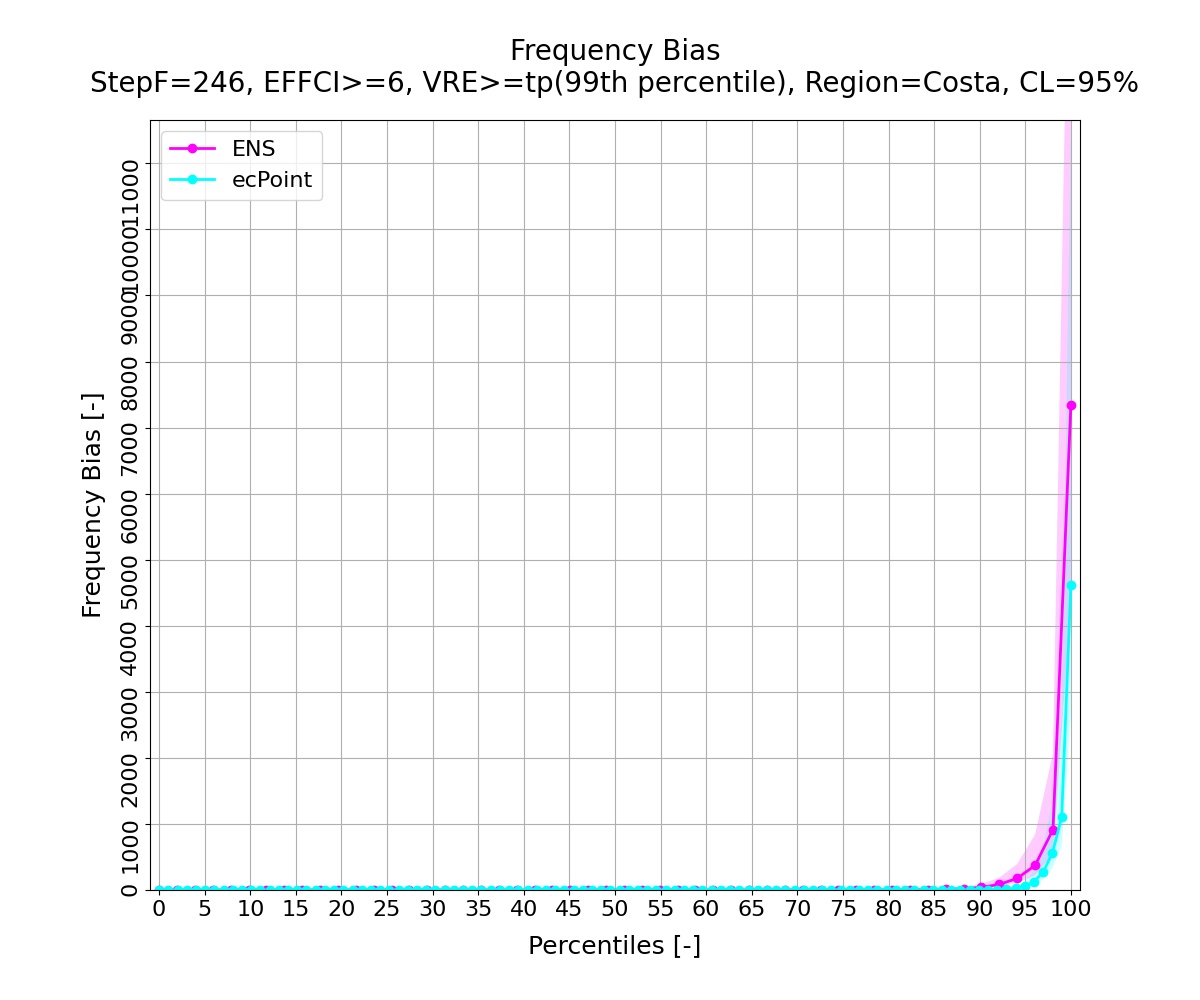 Frequency Bias
StepF=246, EFFCI>=6, VRE>=tp(99th percentile), Region=Costa, CL=95%
ENS
ecPoint
11000
10000
9000
8000
7000
6000
5000
4000
3000
2000
1000
0
Frequency Bias [-]
0 5 10 15 20 25 30 35 40 45 50 55 60 65 70 75 80 85 90 95 100
Percentiles [-]